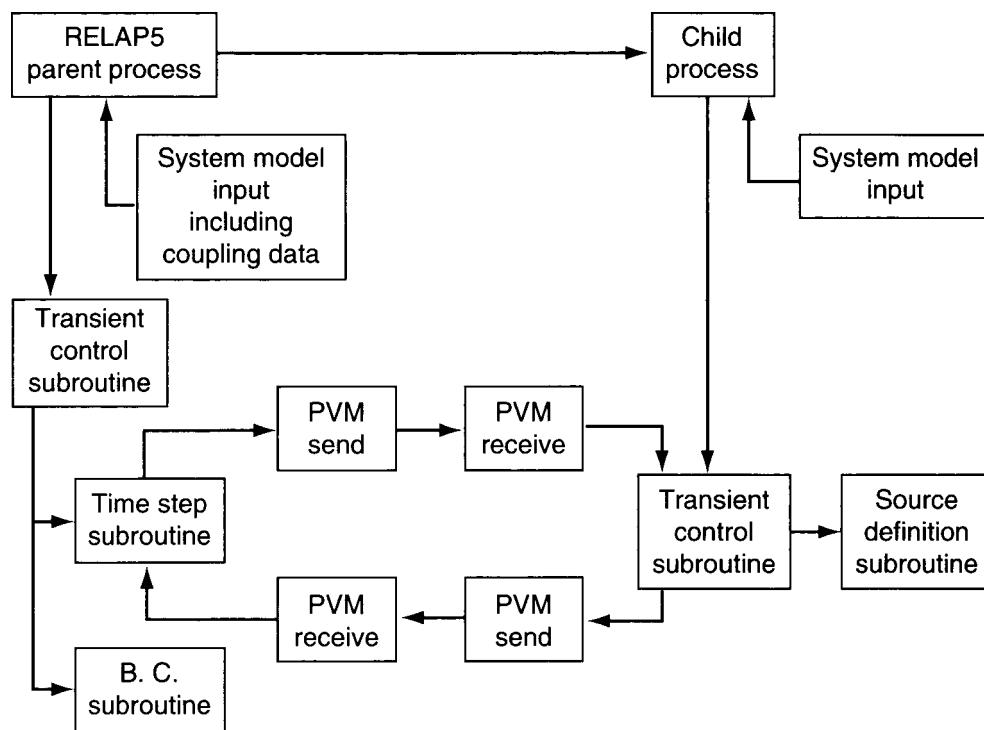 RELAP5
parent process
Child
process
System model
input
including
coupling data
System model
input
Transient
control
subroutine
PVM
send
PVM
receive
Time step
subroutine
Transient
control
subroutine
Source
definition
subroutine
PVM
receive
PVM
send
B. C.
subroutine